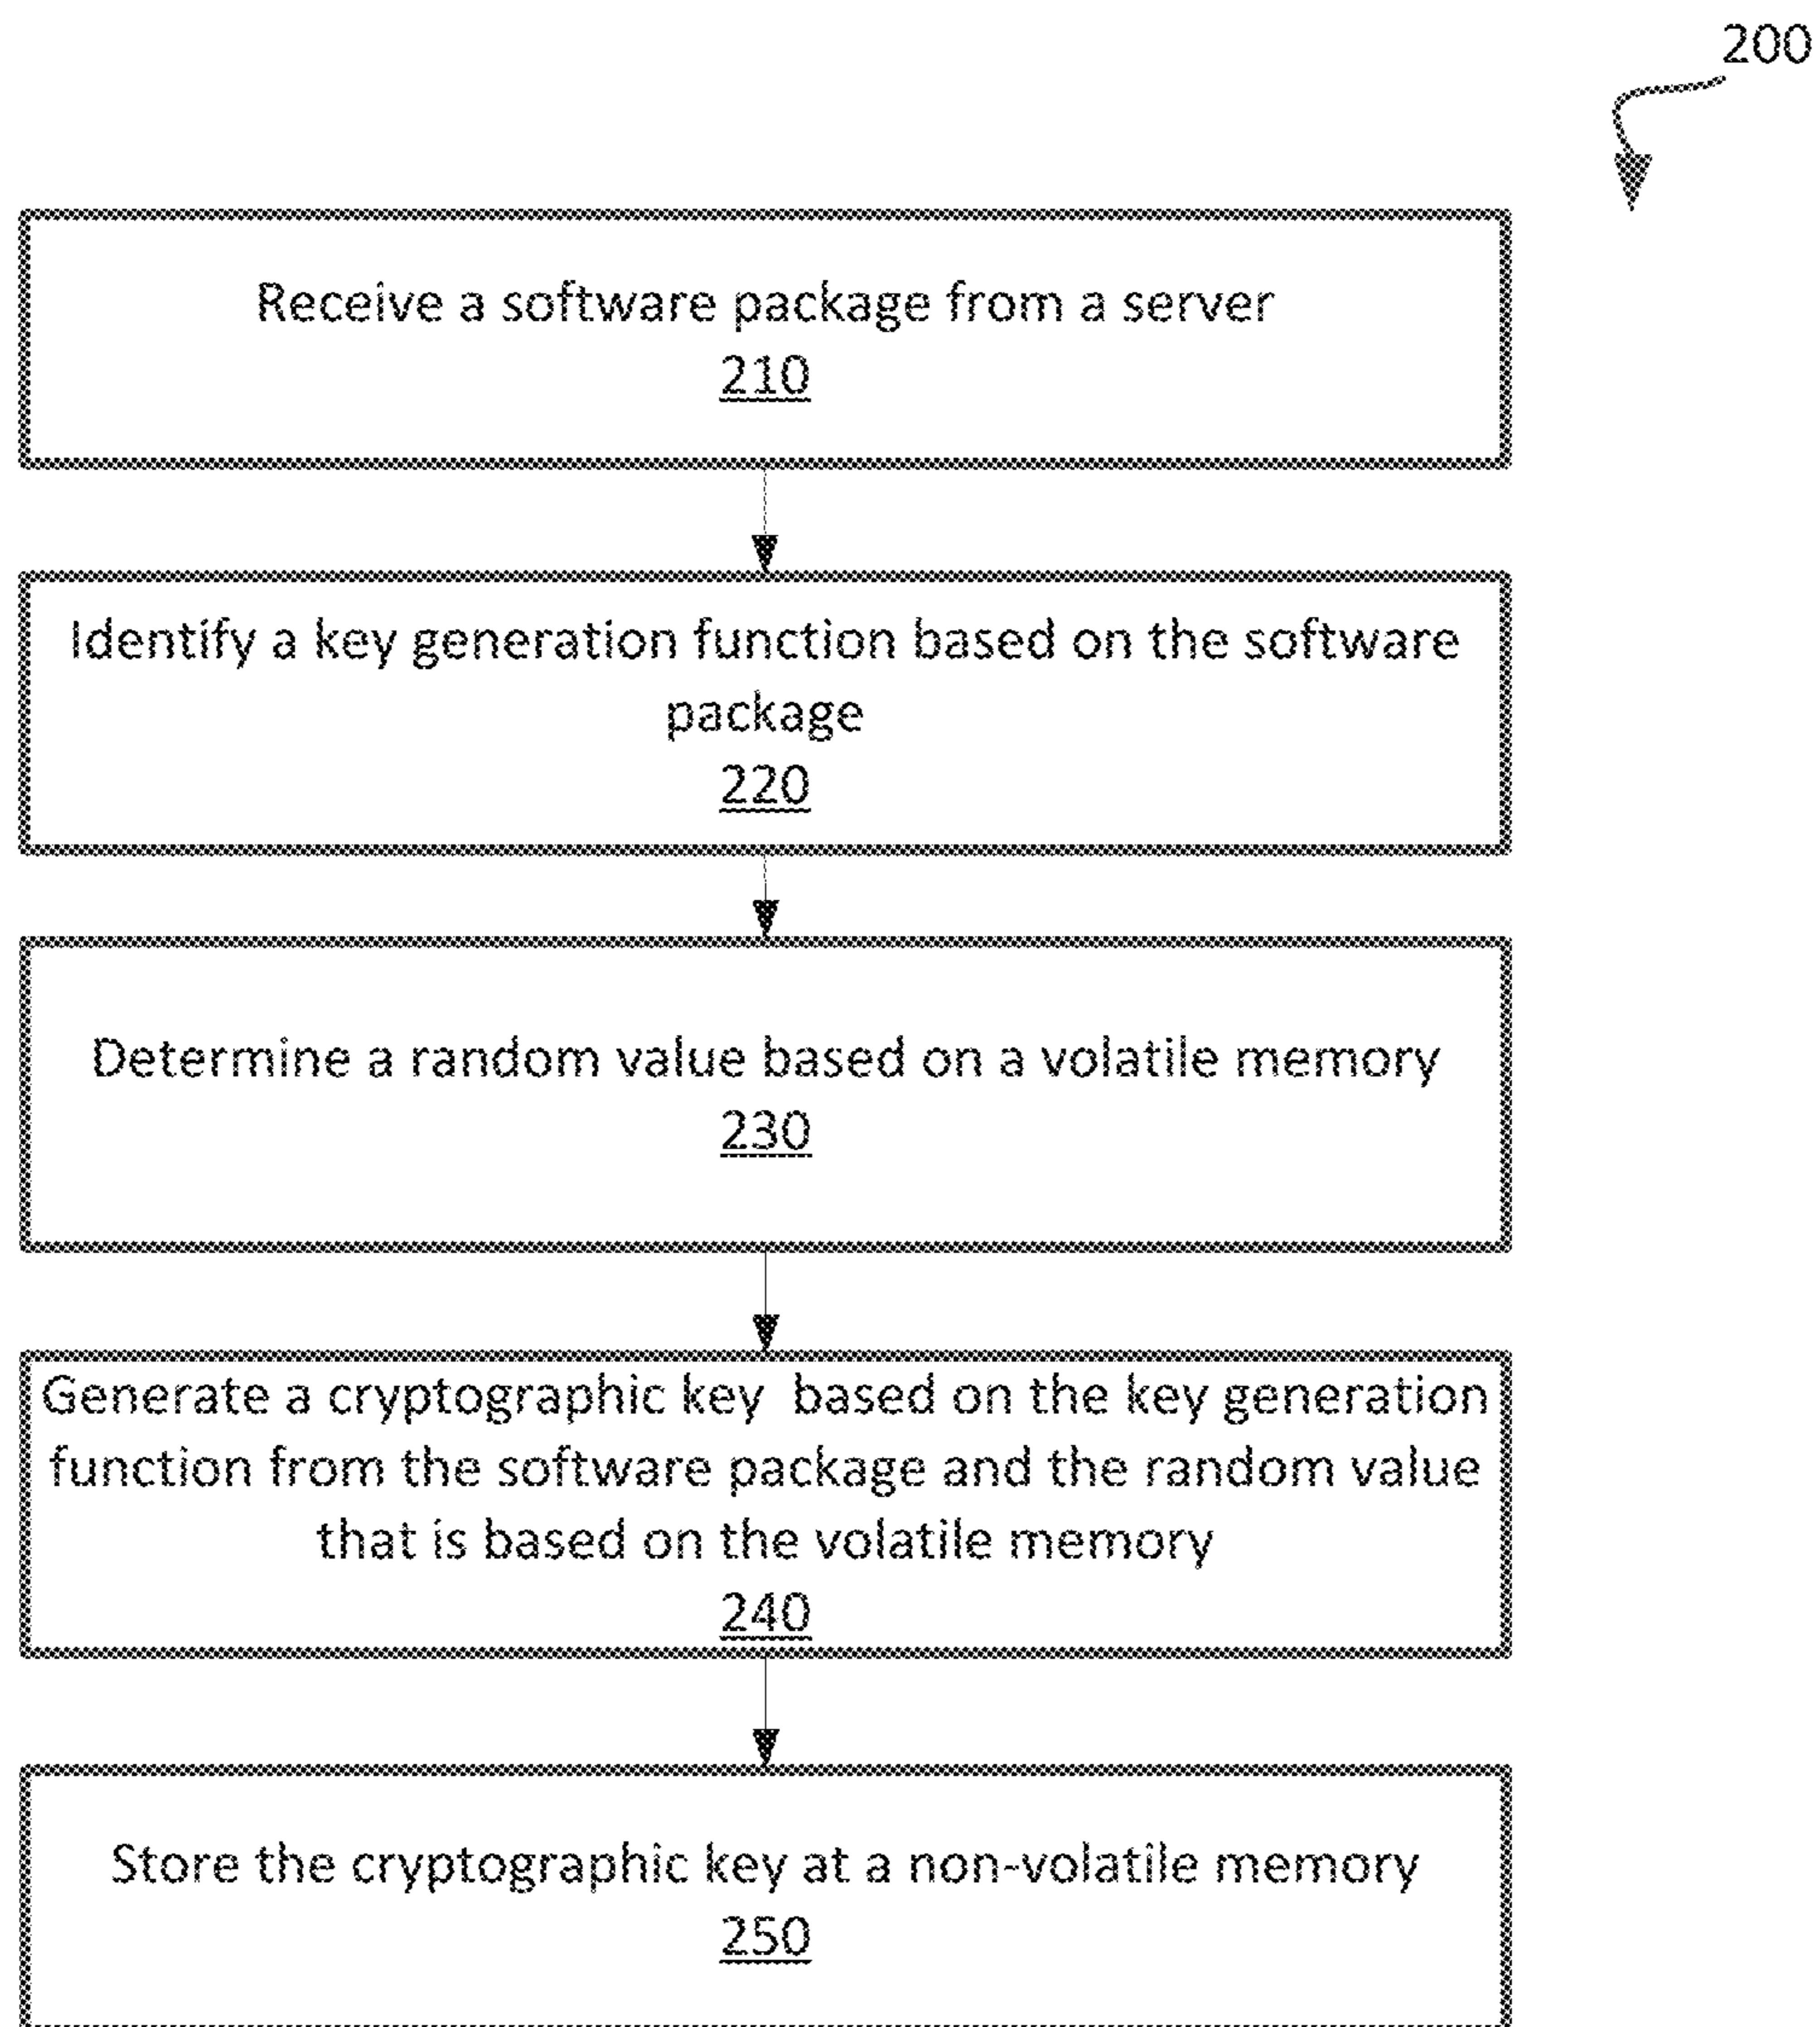 200
Receive a software package from a server
210
Identify a key generation function based on the software
package
220
Determine a random value based on a volatile memory
230
Generate a cryptographic key  based on the key generation
function from the software package and the random value
that is based on the volatile memory
240
Store the cryptographic key at a non-volatile memory
250